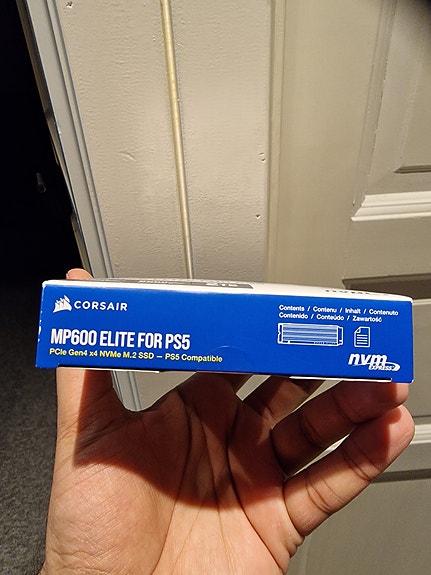 CORSAIR
MP600 ELITE FOR PS5
PCIe Gen4 x4 NVMe M.2 SSD – PS5 Compatible
Contents / Contenu / Inhalt / Contenuto
Contenido / Conteúdo / Zawartość
nvm
EXPRESS